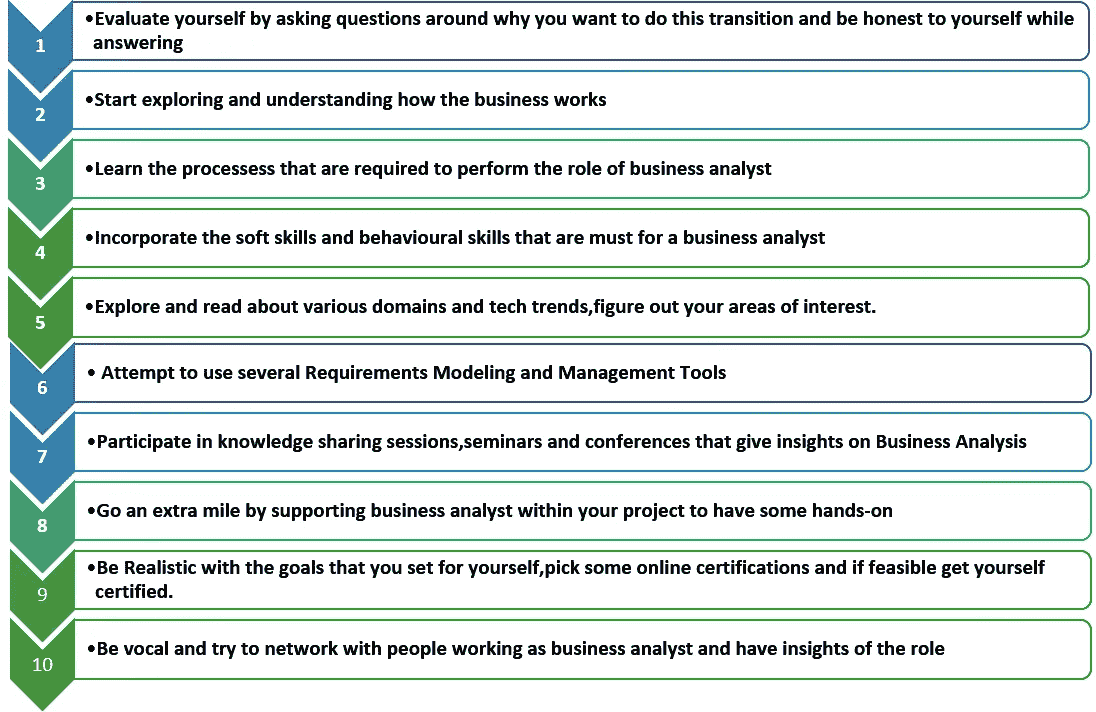 1
•Evaluate yourself by asking questions around why you want to do this transition and be honest to yourself while
answering
2
•Start exploring and understanding how the business works
3
•Learn the processess that are required to perform the role of business analyst
4
•Incorporate the soft skills and behavioural skills that are must for a business analyst
5
•Explore and read about various domains and tech trends,figure out your areas of interest.
6
• Attempt to use several Requirements Modeling and Management Tools
7
•Participate in knowledge sharing sessions,seminars and conferences that give insights on Business Analysis
8
•Go an extra mile by supporting business analyst within your project to have some hands-on
9
•Be Realistic with the goals that you set for yourself,pick some online certifications and if feasible get yourself
certified.
10
•Be vocal and try to network with people working as business analyst and have insights of the role